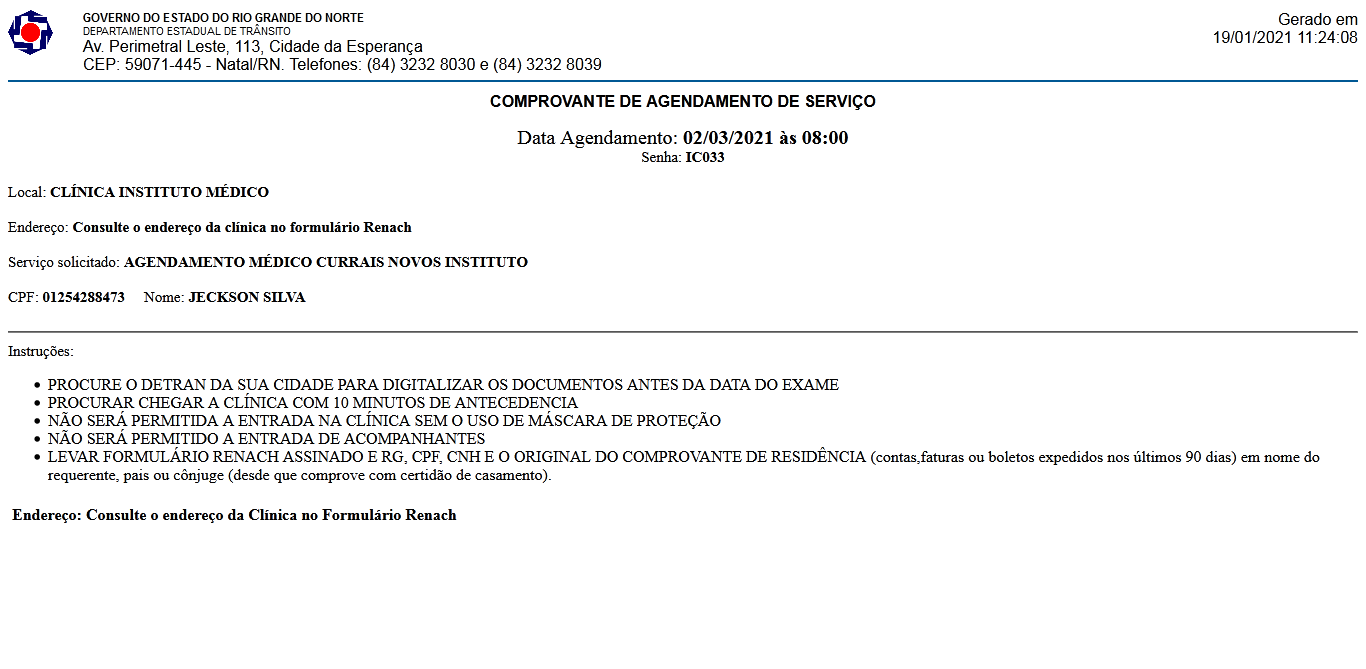 GOVERNO DO ESTADO DO RIO GRANDE DO NORTE
DEPARTAMENTO ESTADUAL DE TRÂNSITO
Av. Perimetral Leste, 113, Cidade da Esperança
CEP: 59071-445 - Natal/RN. Telefones: (84) 3232 8030 e (84) 3232 8039
Gerado em
19/01/2021 11:24:08
COMPROVANTE DE AGENDAMENTO DE SERVIÇO
Data Agendamento: 02/03/2021 às 08:00
Senha: IC033
Local: CLÍNICA INSTITUTO MÉDICO
Endereço: Consulte o endereço da clínica no formulário Renach
Serviço solicitado: AGENDAMENTO MÉDICO CURRAIS NOVOS INSTITUTO
CPF: 01254288473 Nome: JECKSON SILVA
Instruções:
• PROCURE O DETRAN DA SUA CIDADE PARA DIGITALIZAR OS DOCUMENTOS ANTES DA DATA DO EXAME
• PROCURAR CHEGAR A CLÍNICA COM 10 MINUTOS DE ANTECEDENCIA
• NÃO SERÁ PERMITIDA A ENTRADA NA CLÍNICA SEM O USO DE MÁSCARA DE PROTEÇÃO
• NÃO SERÁ PERMITIDO A ENTRADA DE ACOMPANHANTES
• LEVAR FORMULÁRIO RENACH ASSINADO E RG, CPF, CNH E O ORIGINAL DO COMPROVANTE DE RESIDÊNCIA (contas,faturas ou boletos expedidos nos últimos 90 dias) em nome do
requerente, pais ou cônjuge (desde que comprove com certidão de casamento).
Endereço: Consulte o endereço da Clínica no Formulário Renach